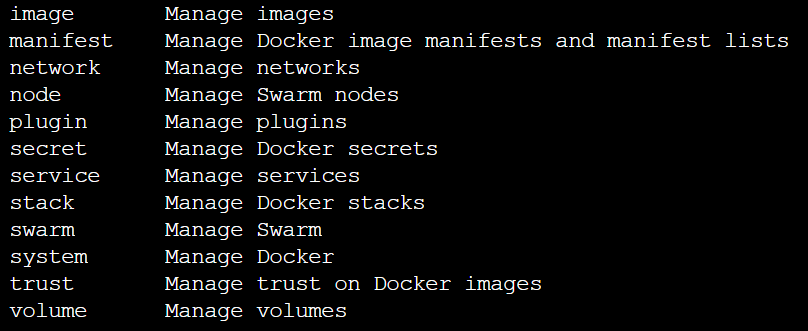 image       Manage images
manifest    Manage Docker image manifests and manifest lists
network     Manage networks
node        Manage Swarm nodes
plugin      Manage plugins
secret      Manage Docker secrets
service     Manage services
stack       Manage Docker stacks
swarm       Manage Swarm
system      Manage Docker
trust       Manage trust on Docker images
volume      Manage volumes